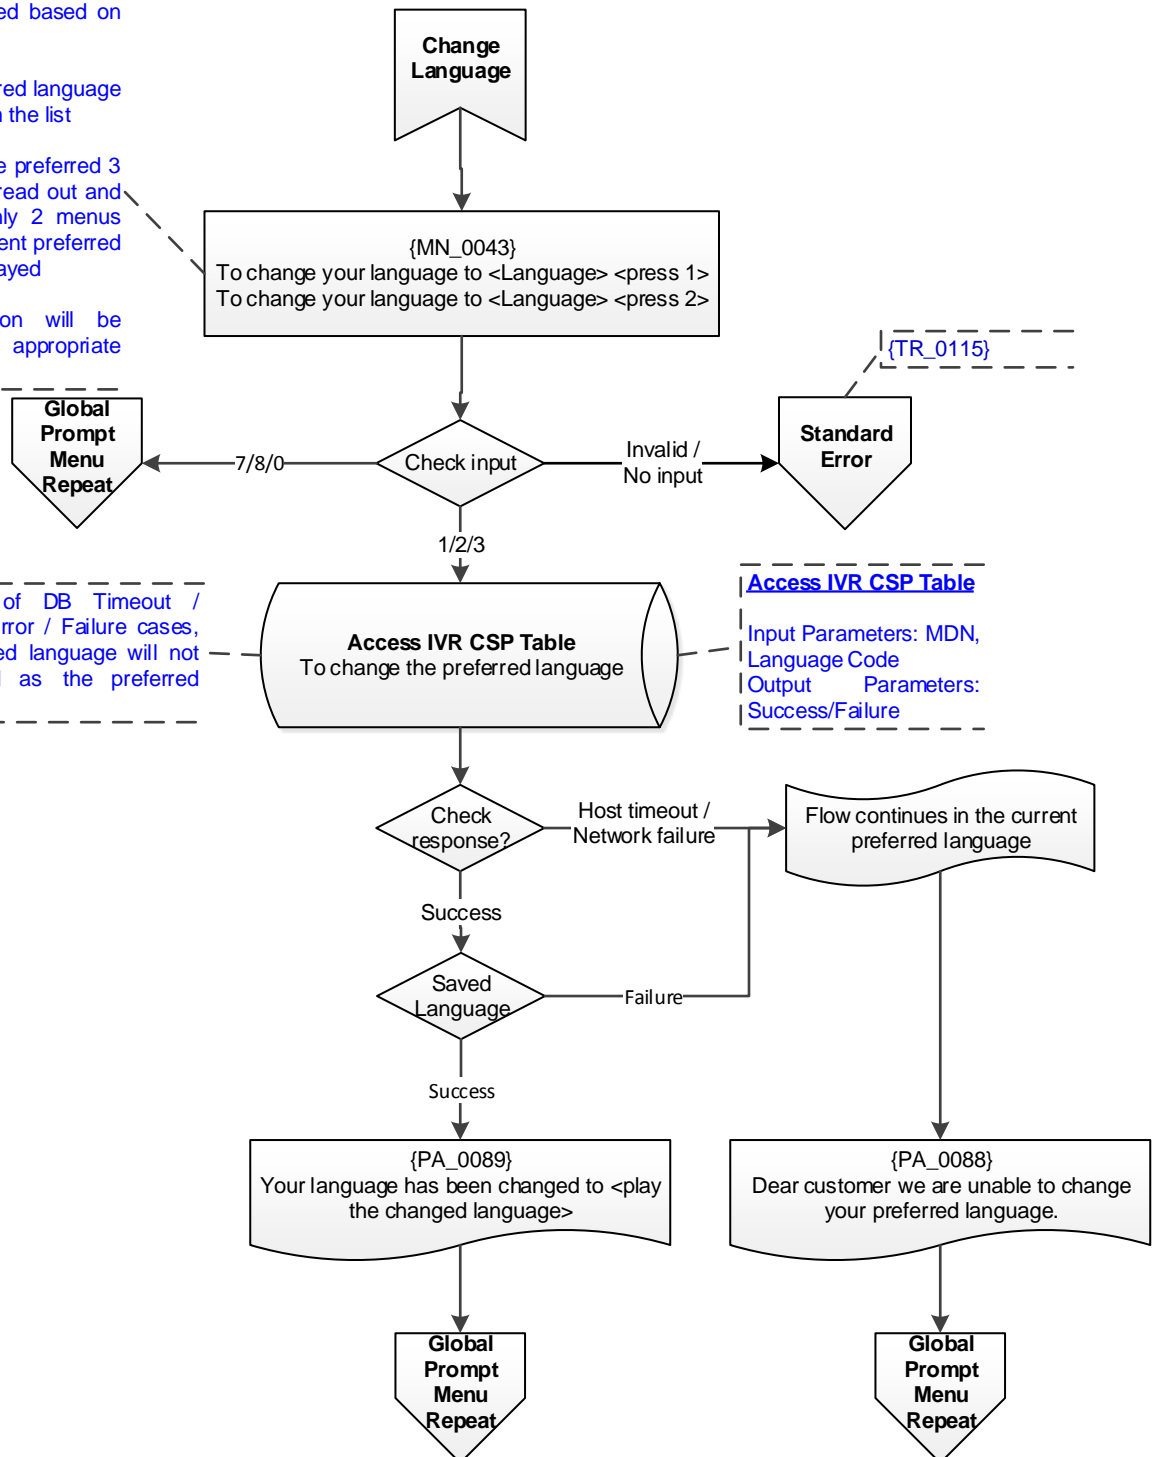 ed based on
Change
Language
red language
n the list
e preferred 3
read out and
nly 2 menus
ent preferred
ayed
{MN_0043}
To change your language to <Language> <press 1>
To change your language to <Language> <press 2>
on will be
appropriate
{TR_0115}
Global
Prompt
Menu
Repeat
7/8/0
Check input
Invalid /
No input
Standard
Error
1/2/3
of DB Timeout /
rror / Failure cases,
ed language will not
d as the preferred
Access IVR CSP Table
To change the preferred language
Access IVR CSP Table
Input Parameters: MDN,
Language Code
Output Parameters:
Success/Failure
Check
response?
Host timeout /
Network failure
Flow continues in the current
preferred language
Success
Saved
Language
Failure
Success
{PA_0089}
Your language has been changed to <play
the changed language>
{PA_0088}
Dear customer we are unable to change
your preferred language.
Global
Prompt
Menu
Repeat
Global
Prompt
Menu
Repeat